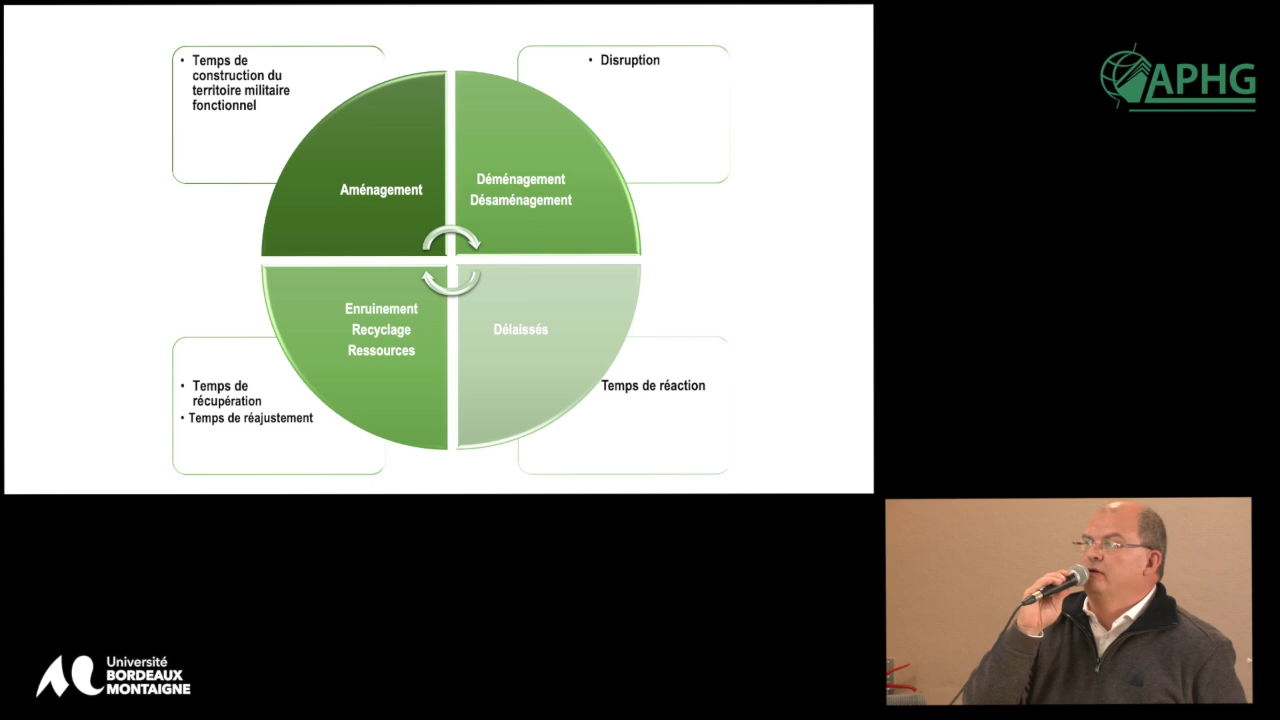 • Temps de
construction du
territoire militaire
fonctionnel
• Disruption
Aménagement
Déménagement
Désaménagement
Enruinement
Recyclage
Ressources
Délaissés
• Temps de
récupération
• Temps de réajustement
Temps de réaction
APHG
Université
BORDEAUX
MONTAIGNE